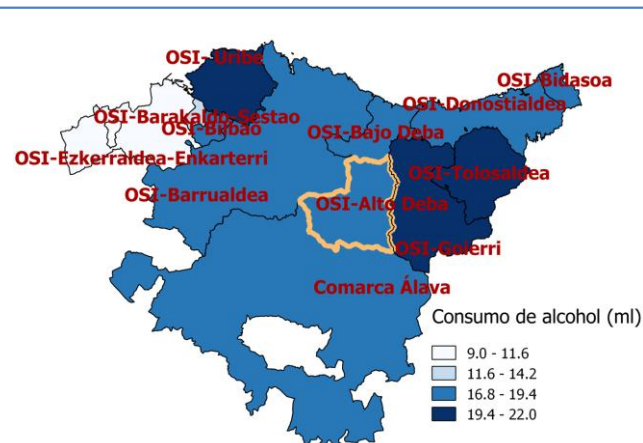 OSI- Uribe
OSI-Bidasoa
OSI-Donostialdea
OSI-Barakaldo-Sestao
OSI-Bilbao
OSI-Bajo Deba
OSI-Ezkerraldea-Enkarterri
OSI-Tolosaldea
OSI-Barrualdea
OSI-Alto Deba
OSI-Goierri
Comarca Álava
Consumo de alcohol (ml)
9.0 - 11.6
11.6 - 14.2
16.8 - 19.4
19.4 - 22.0